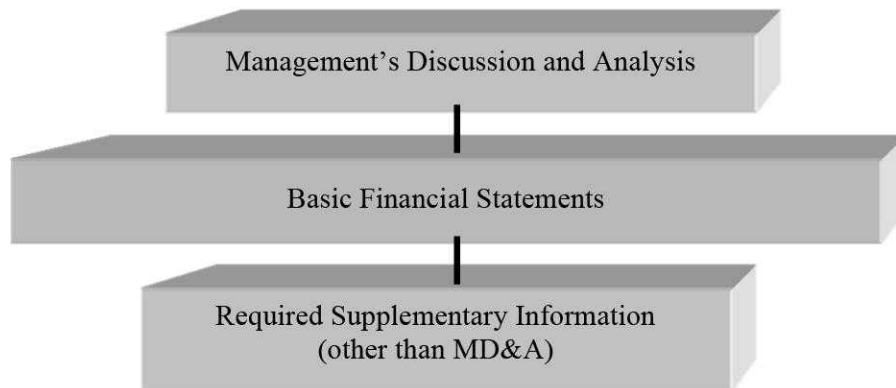 Management’s Discussion and Analysis
Basic Financial Statements
Required Supplementary Information
(other than MD&A)